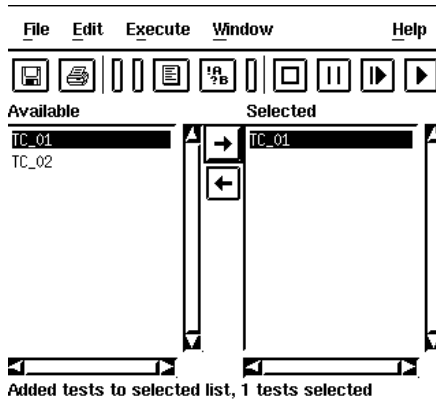 File Edit Execute Window Help
!A
?B
Available Selected
TC_01 TC_01
TC_02
Added tests to selected list, 1 tests selected